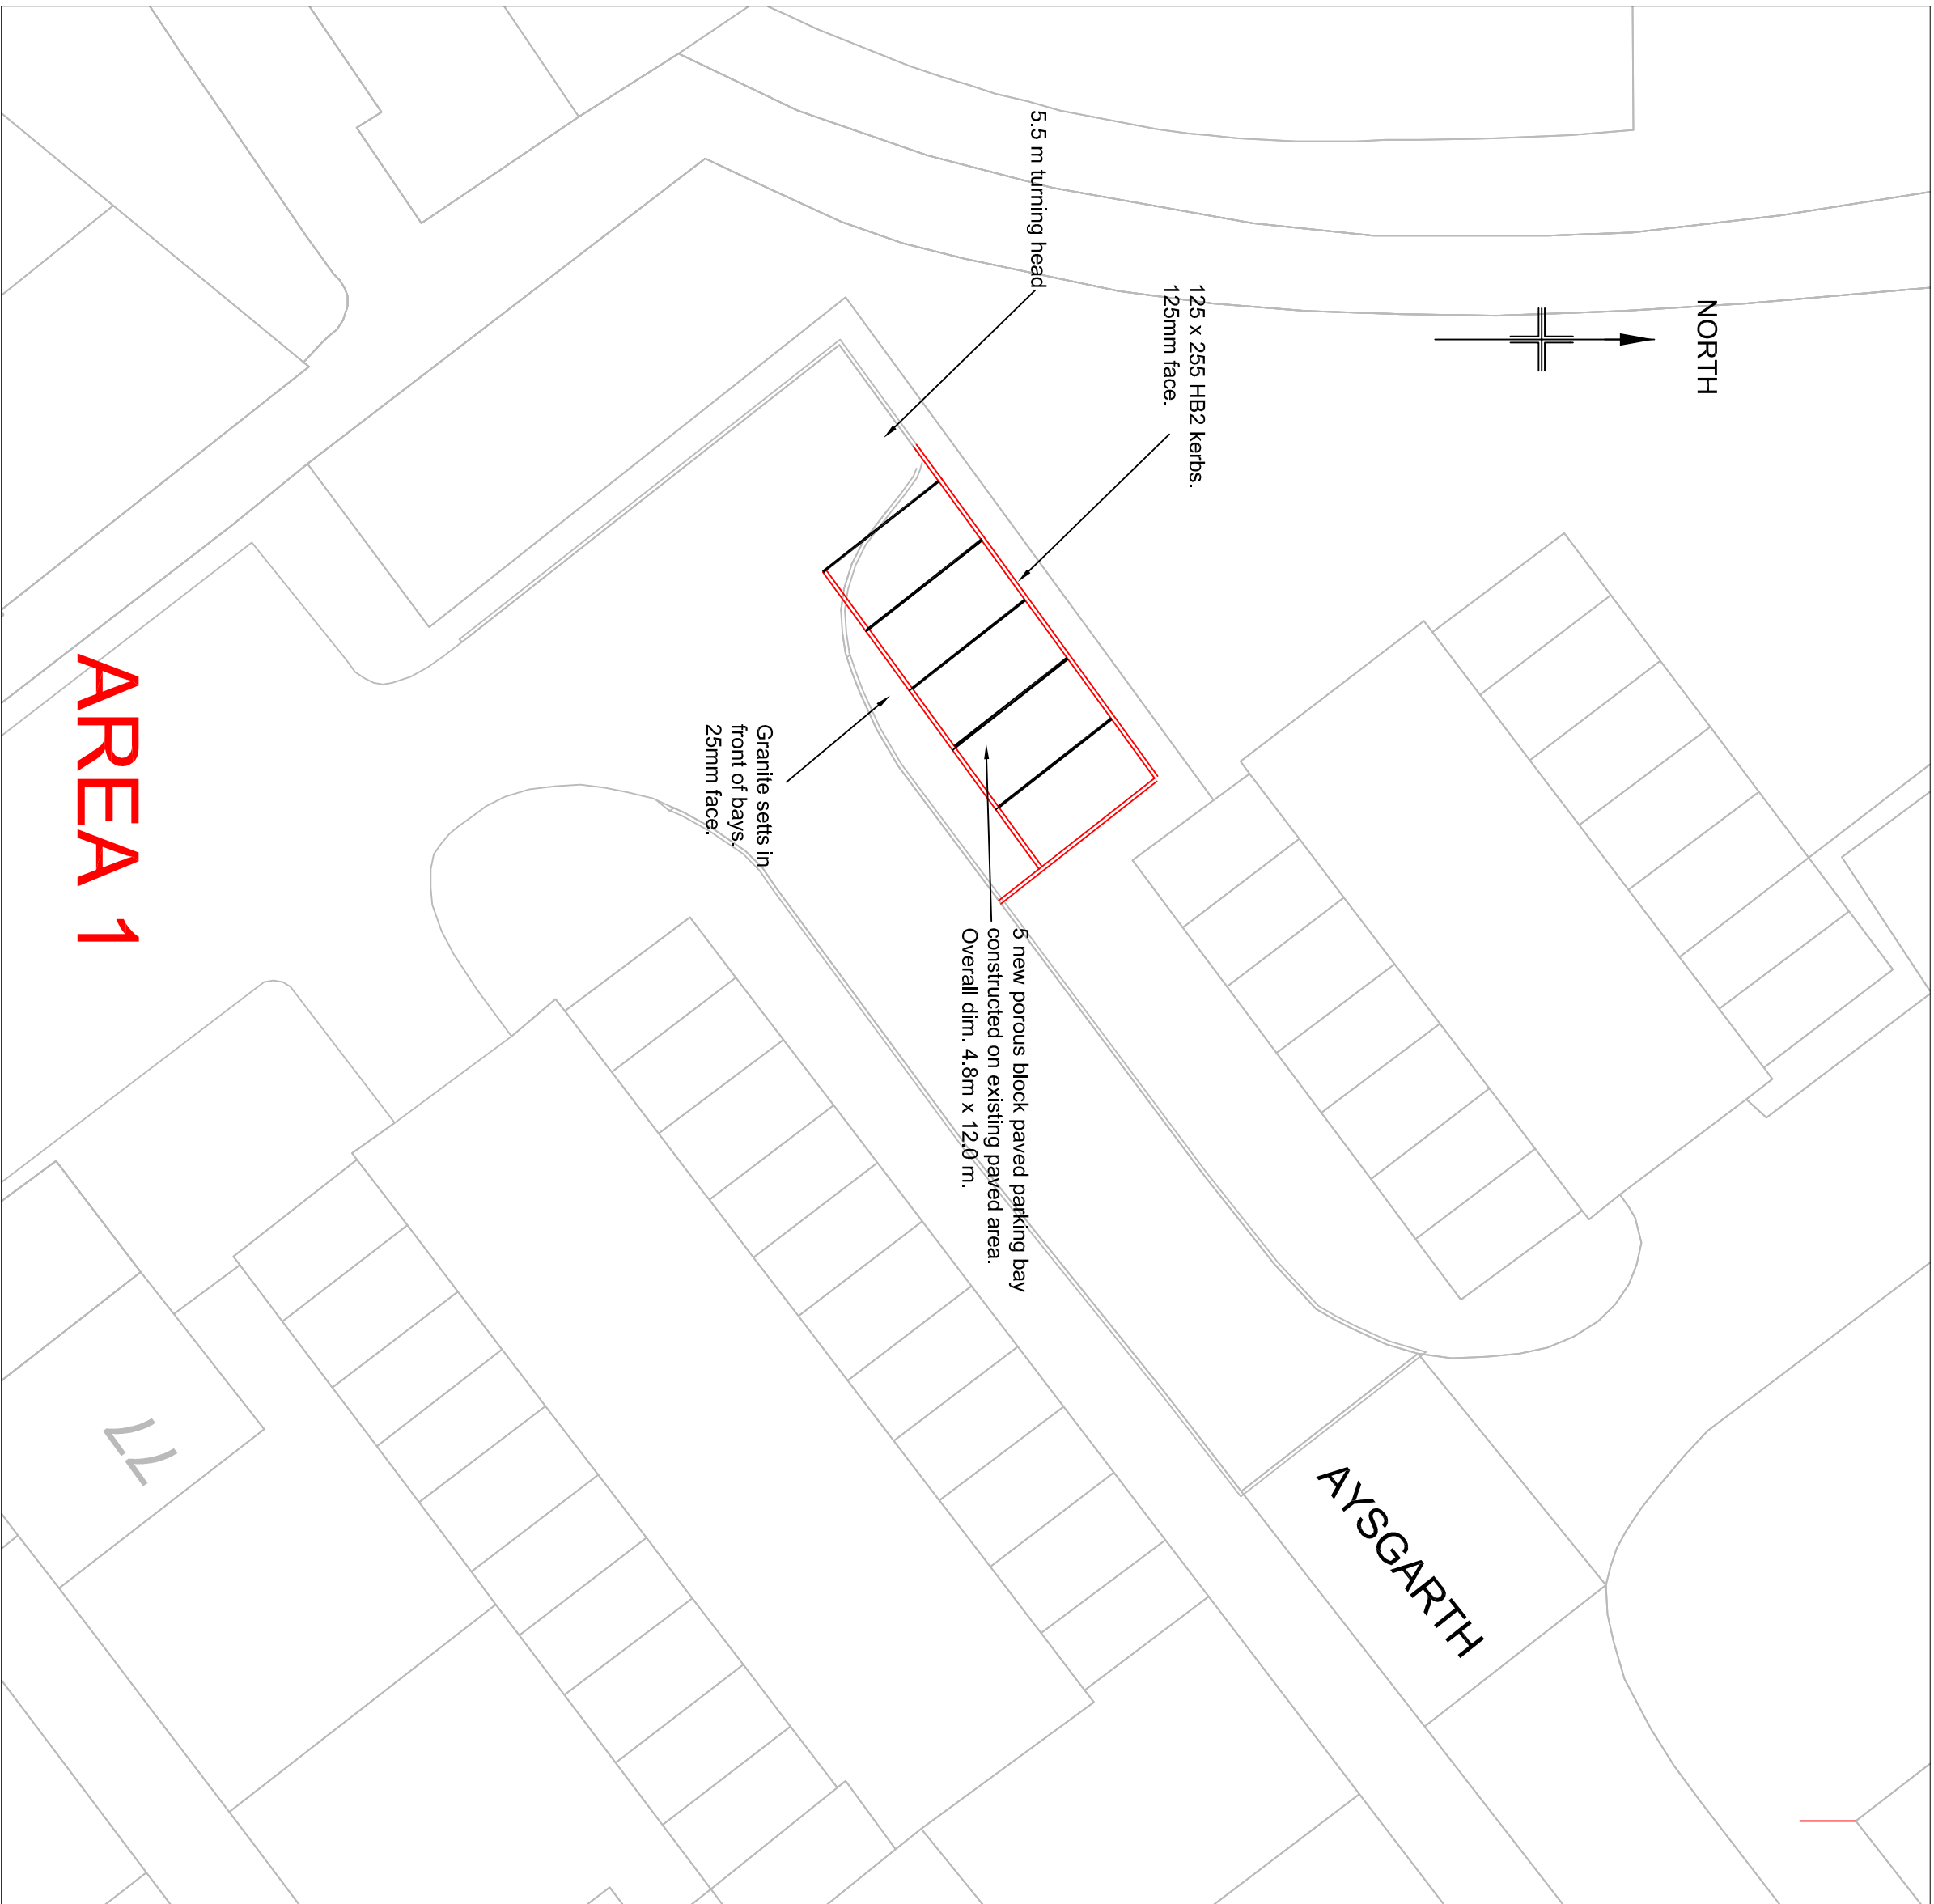 NORTH
125 x 255 HB2 kerbs.
125mm face.
5.5 m turning head
5 new porous block paved parking bay
constructed on existing paved area.
Overall dim. 4.8m x 12.0 m.
Granite setts in
front of bays.
25mm face.
AYSGARTH
77
AREA 1